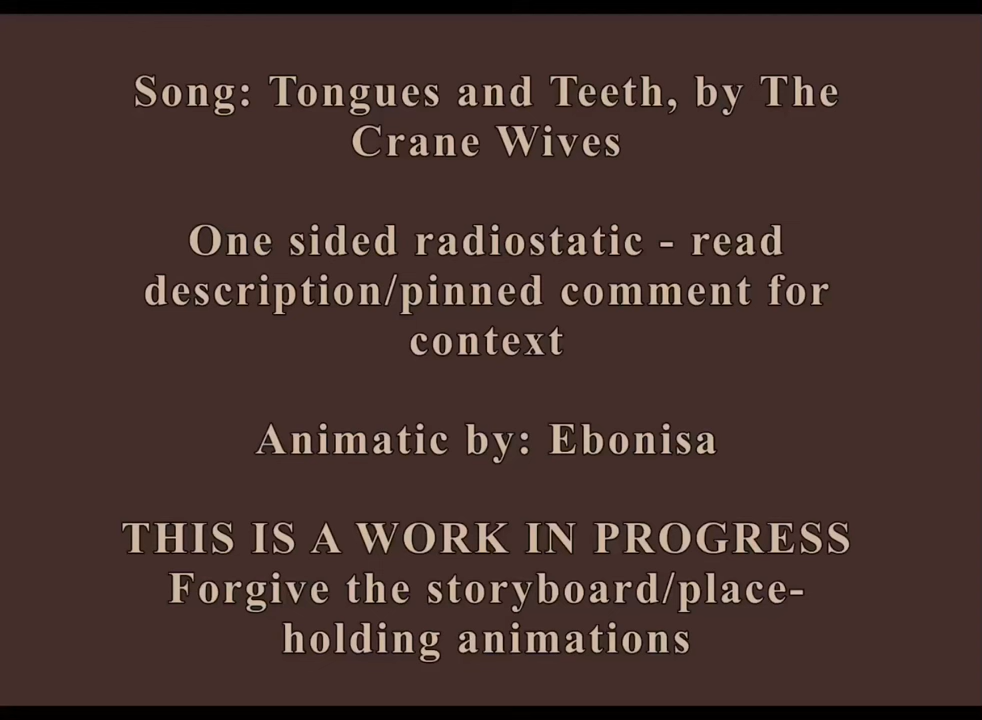 Song: Tongues and Teeth, by The
Crane Wives
One sided radiostatic - read
description/pinned comment for
context
Animatic by: Ebonisa
THIS IS A WORK IN PROGRESS
Forgive the storyboard/place-
holding animations